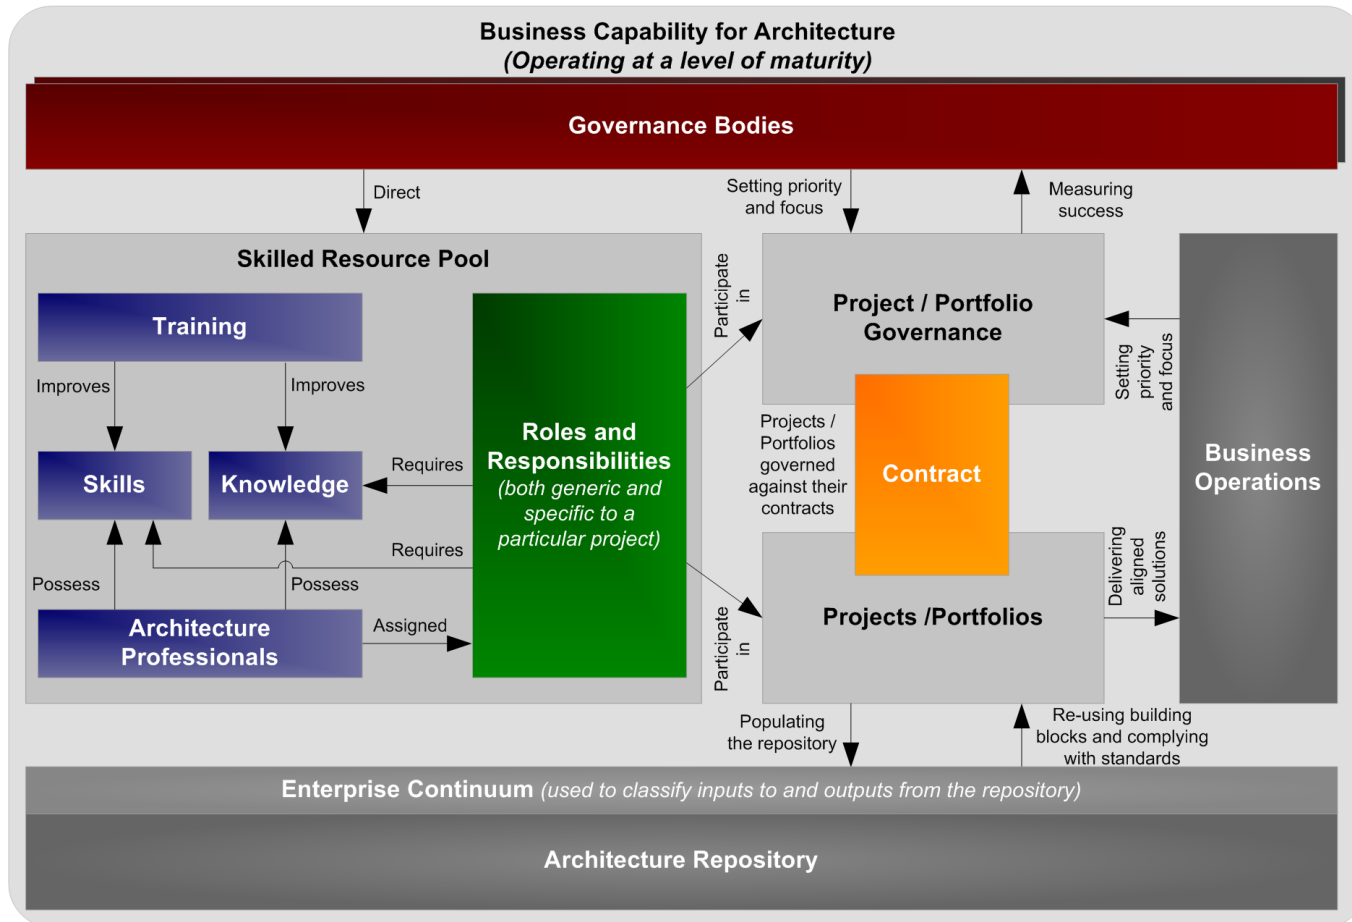 Business Capability for Architecture
(Operating at a level of maturity)
Governance Bodies
Direct
Setting priority
and focus
Measuring
success
Skilled Resource Pool
Training
Improves
Improves
Skills
Knowledge
Requires
Requires
Possess
Possess
Architecture
Professionals
Assigned
Roles and
Responsibilities
(both generic and
specific to a
particular project)
Participate
in
Participate
in
Project / Portfolio
Governance
Projects /
Portfolios
governed
against their
contracts
Contract
Projects /Portfolios
Setting
priority
and focus
Delivering
aligned
solutions
Business
Operations
Populating
the repository
Re-using building
blocks and complying
with standards
Enterprise Continuum (used to classify inputs to and outputs from the repository)
Architecture Repository